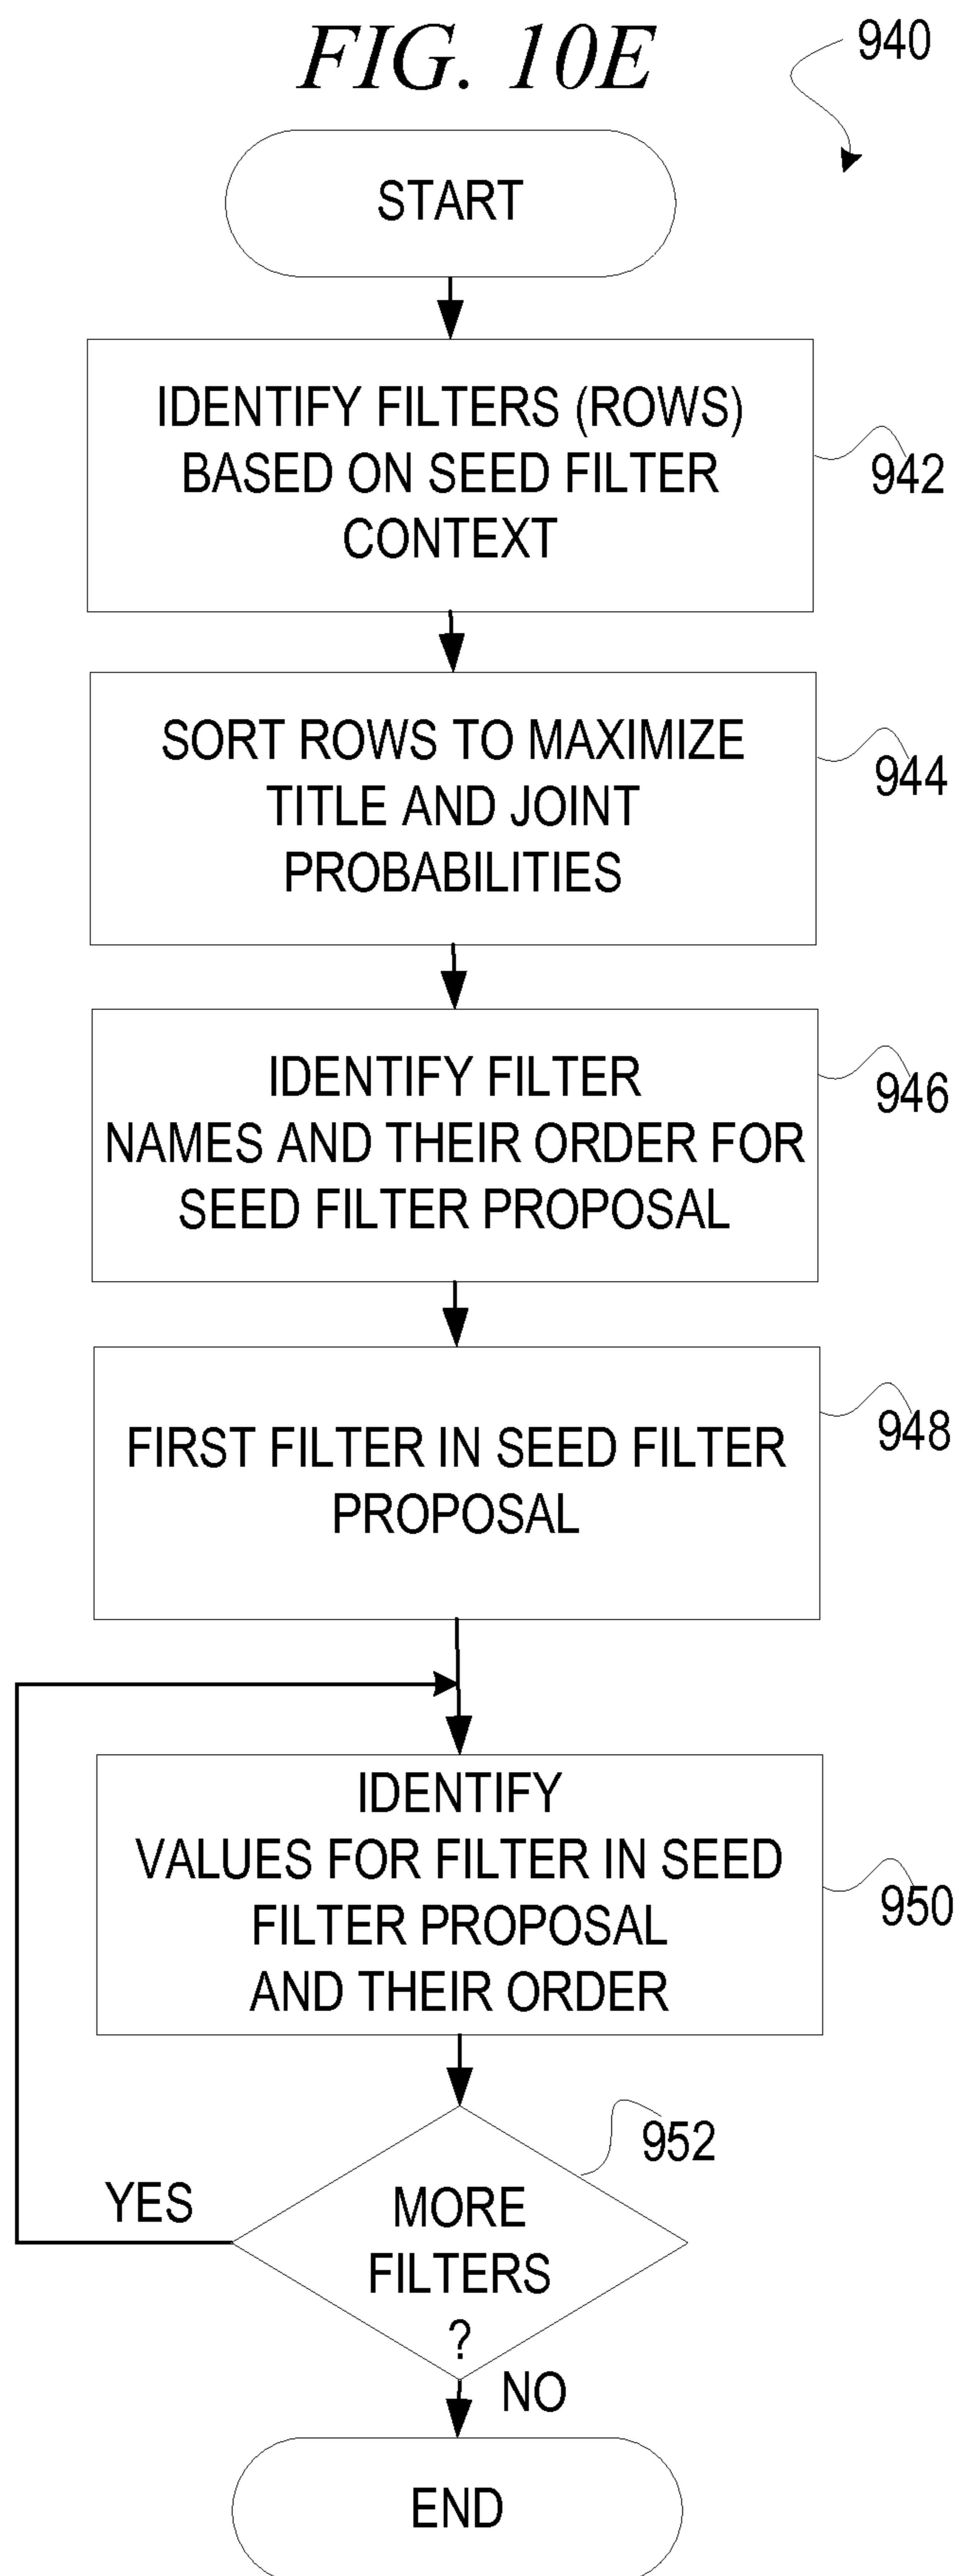 FIG. 10E
940
START
IDENTIFY FILTERS (ROWS)
BASED ON SEED FILTER
CONTEXT
942
SORT ROWS TO MAXIMIZE
TITLE AND JOINT
PROBABILITIES
944
IDENTIFY FILTER
NAMES AND THEIR ORDER FOR
SEED FILTER PROPOSAL
946
FIRST FILTER IN SEED FILTER
PROPOSAL
948
IDENTIFY
VALUES FOR FILTER IN SEED
FILTER PROPOSAL
AND THEIR ORDER
950
952
MORE
FILTERS
?
YES
NO
END